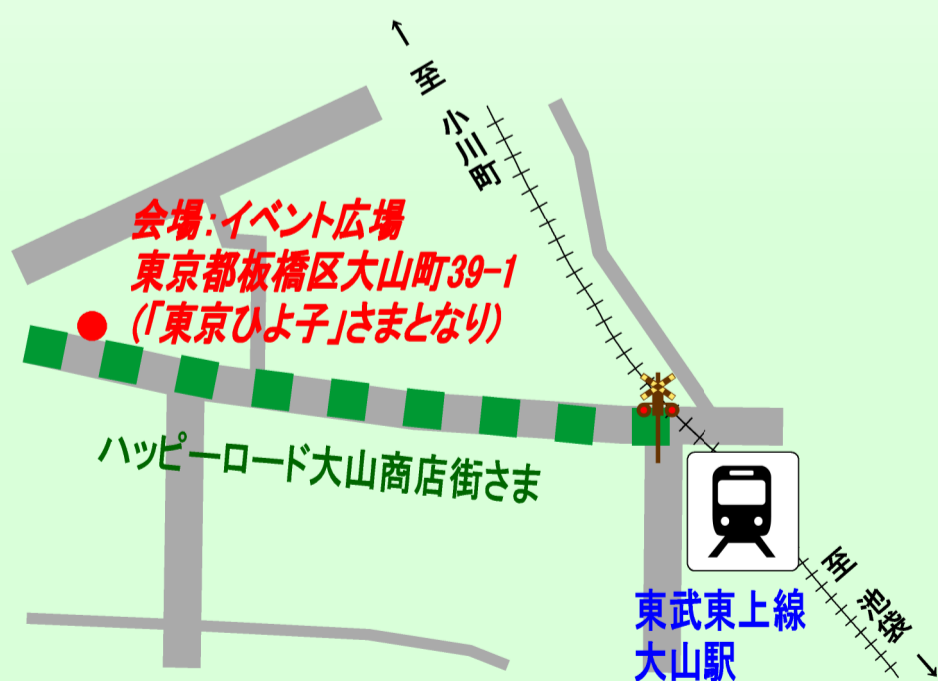 ↑ 至 小川町
会場：イベント広場
東京都板橋区大山町39-1
(「東京ひよ子」さまとなり)
ハッピーロード大山商店街さま
東武東上線
大山駅
至 池袋 →